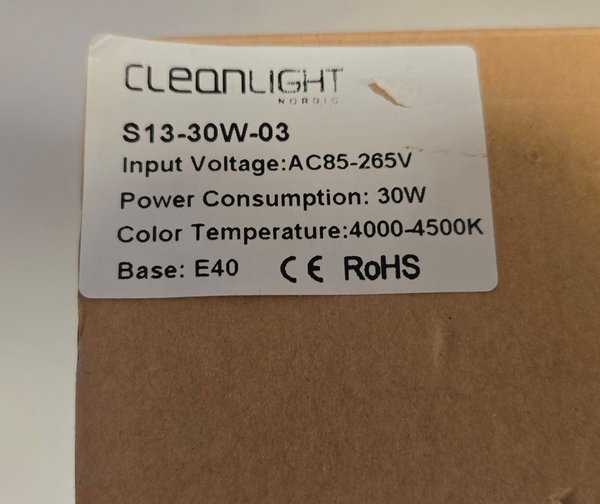 CLEANLIGHT
NORDIC
S13-30W-03
Input Voltage:AC85-265V
Power Consumption: 30W
Color Temperature:4000-4500K
Base: E40 CE RoHS